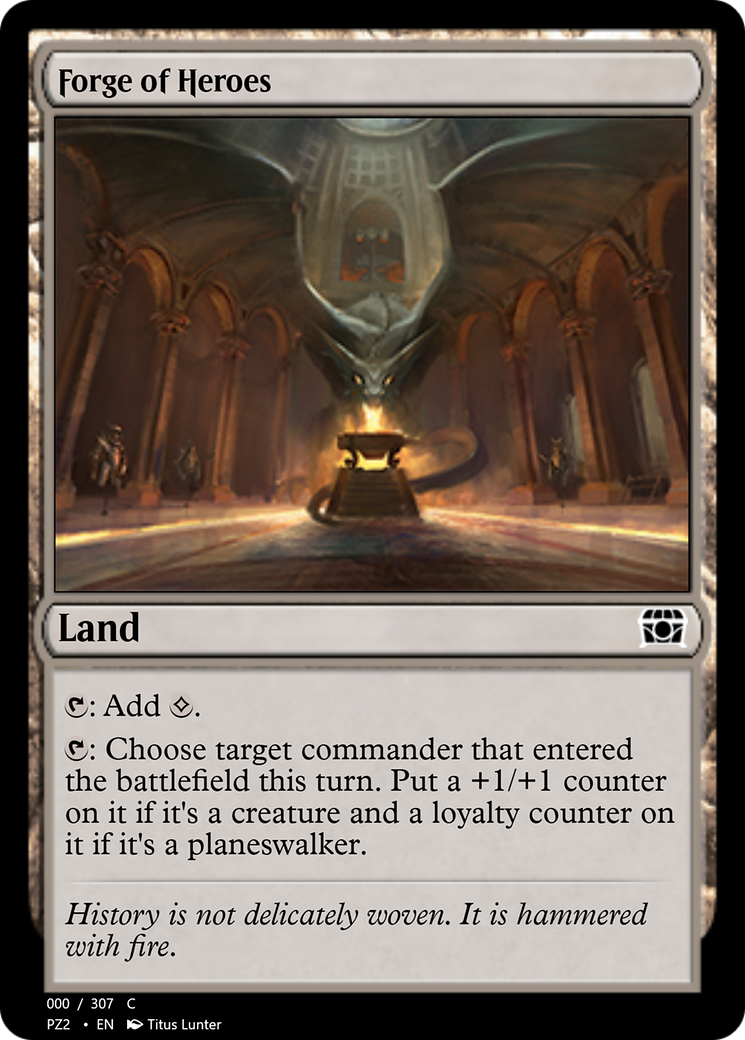 Forge of Heroes
Land
: Add .
: Choose target commander that entered
the battlefield this turn. Put a +1/+1 counter
on it if it's a creature and a loyalty counter on
it if it's a planeswalker.
History is not delicately woven. It is hammered
with fire.
000 / 307 C
PZ2 • EN Titus Lunter